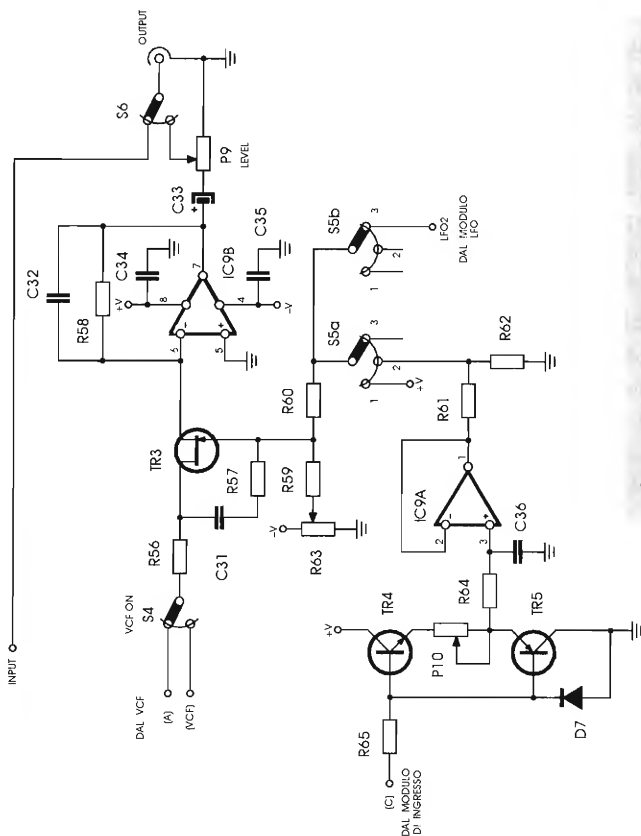 INPUT
OUTPUT
S6
C32
P9
LEVEL
R58
C34
C33
+V
8
6
-
7
IC9B
+
5
4
C35
-V
TR3
DAL VCF
VCF ON
S4
R56
(A)
(VCF)
C31
R57
R60
S5a
S5b
R59
3
3
2
2
1
1
+V
LFO2
DAL MODULO
LFO
-V
R63
R61
R62
IC9A
1
2
-
+
3
C36
+V
TR4
R64
P10
TR5
R65
(C)
DAL MODULO
DI INGRESSO
D7